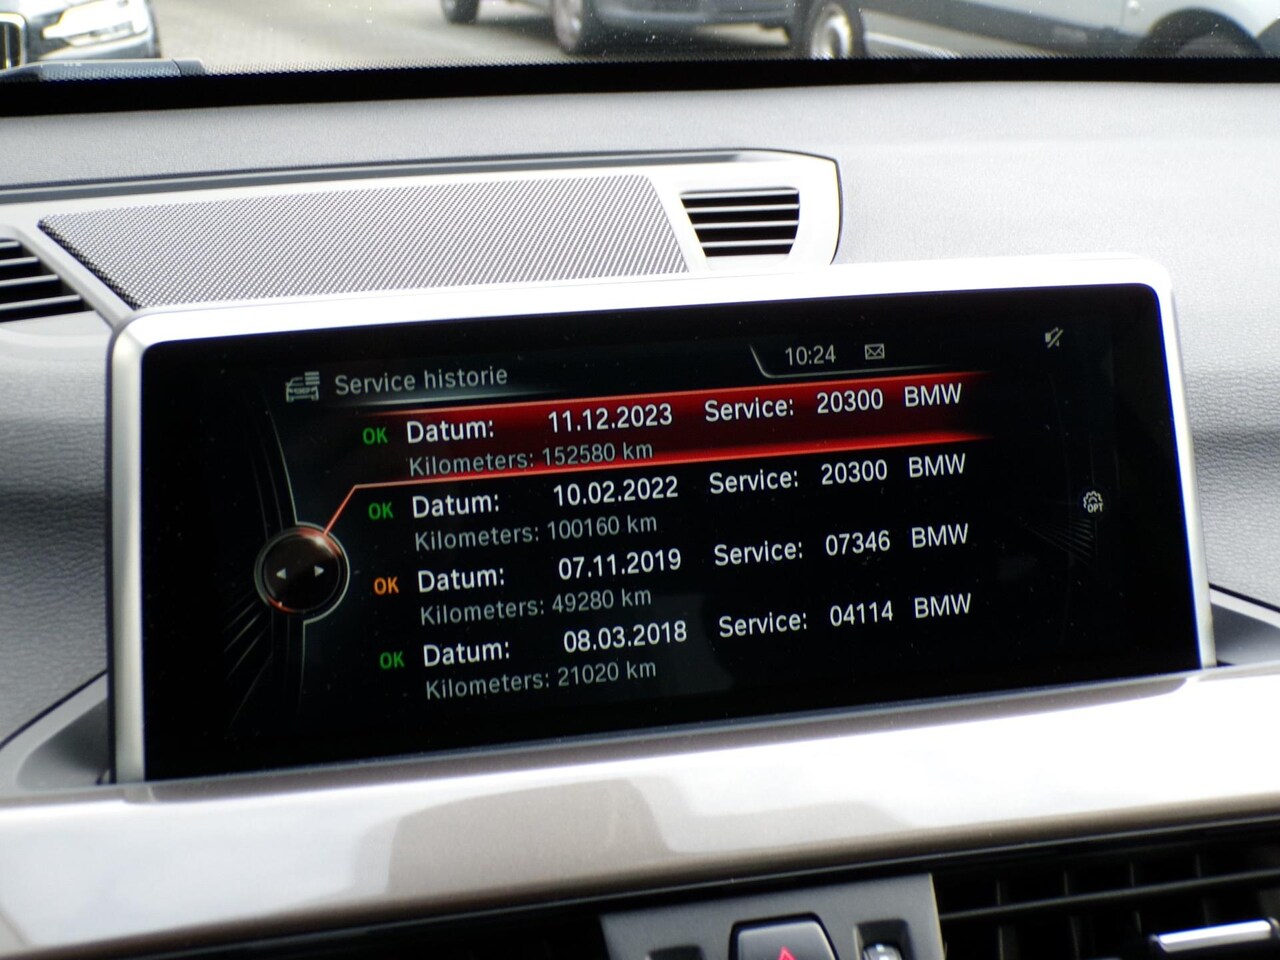 Service historie 10:24
OK Datum: 11.12.2023 Service: 20300 BMW
Kilometers: 152580 km
OK Datum: 10.02.2022 Service: 20300 BMW
Kilometers: 100160 km
OK Datum: 07.11.2019 Service: 07346 BMW
Kilometers: 49280 km
OK Datum: 08.03.2018 Service: 04114 BMW
Kilometers: 21020 km
OPT